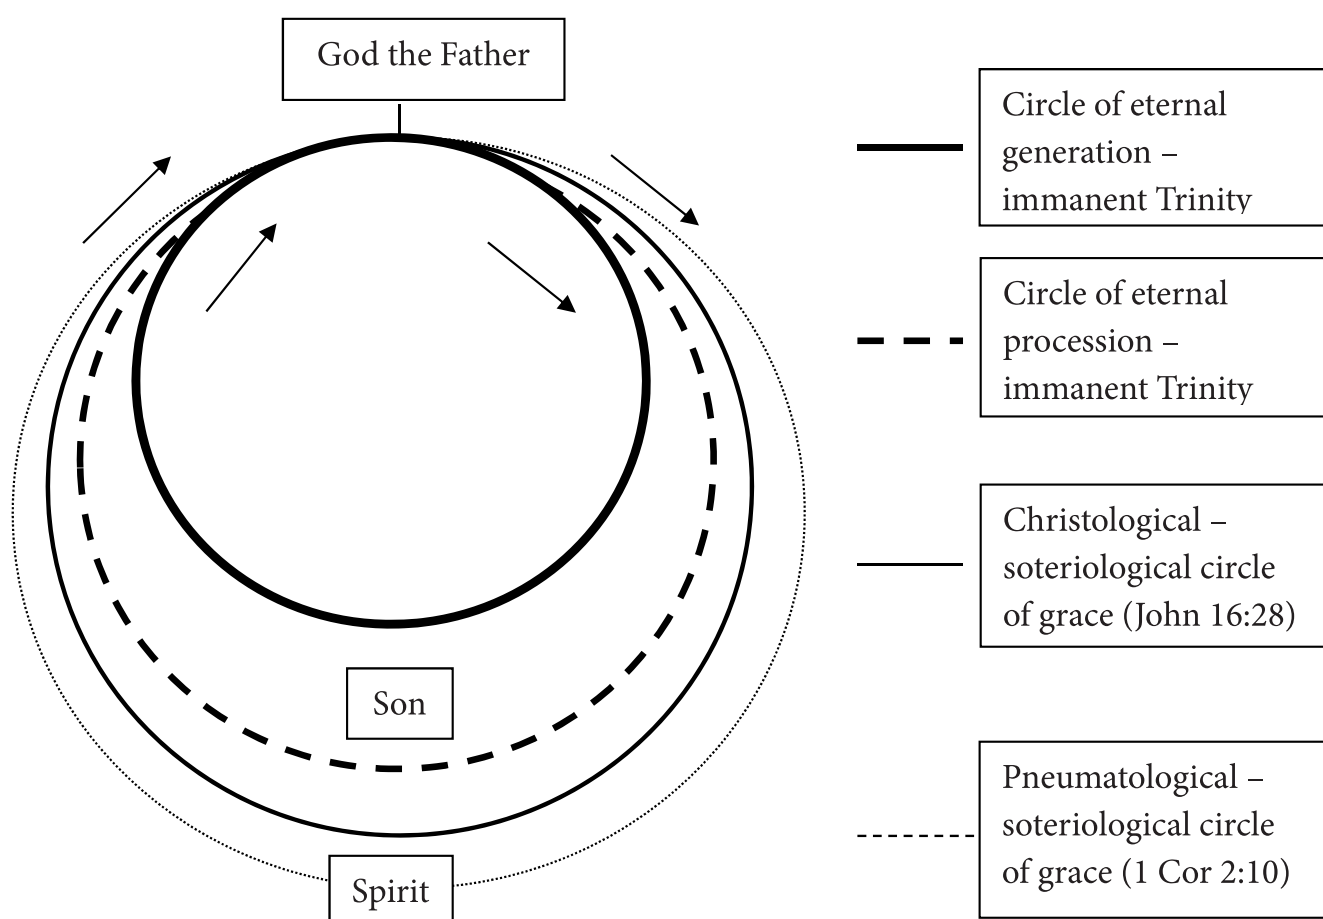 God the Father
Son
Spirit
Circle of eternal
generation –
immanent Trinity
Circle of eternal
procession –
immanent Trinity
Christological –
soteriological circle
of grace (John 16:28)
Pneumatological –
soteriological circle
of grace (1 Cor 2:10)